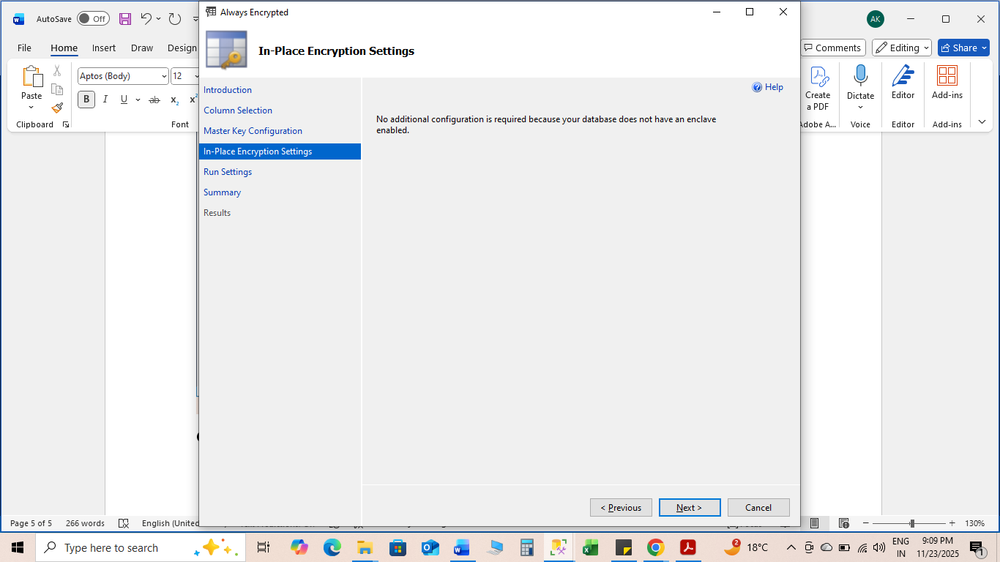 AutoSave Off
AK
File Home Insert Draw Design
Comments Editing Share
Paste
Clipboard
Aptos (Body) 12
B I U ab x2 x2
Font
Create
a PDF
Adobe A...
Dictate
Voice
Editor
Editor
Add-ins
Add-ins
Always Encrypted
In-Place Encryption Settings
Introduction
Column Selection
Master Key Configuration
In-Place Encryption Settings
Run Settings
Summary
Results
Help
No additional configuration is required because your database does not have an enclave
enabled.
< Previous Next > Cancel
Page 5 of 5 266 words English (United
130%
Type here to search
2
18°C
ENG
IN
9:09 PM
11/23/2025
1